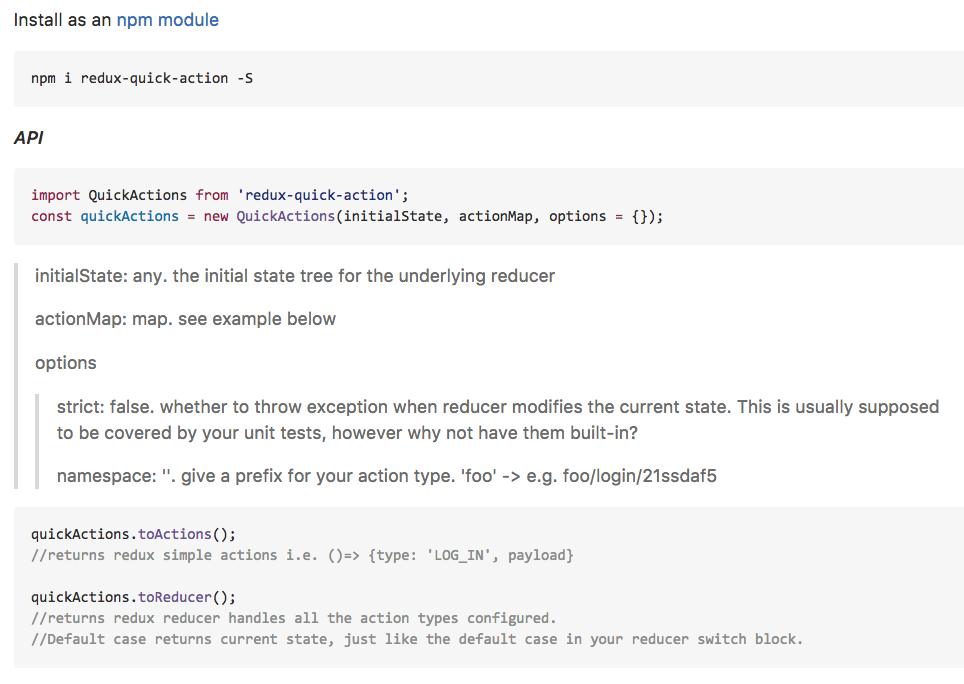 Install as an npm module
npm i redux-quick-action -S
API
import QuickActions from 'redux-quick-action';
const quickActions = new QuickActions(initialState, actionMap, options = {});
initialState: any. the initial state tree for the underlying reducer
actionMap: map. see example below
options
strict: false. whether to throw exception when reducer modifies the current state. This is usually supposed
to be covered by your unit tests, however why not have them built-in?
namespace: ''. give a prefix for your action type. 'foo' -> e.g. foo/login/21ssdaf5
quickActions.toActions();
//returns redux simple actions i.e. ()=> {type: 'LOG_IN', payload}
quickActions.toReducer();
//returns redux reducer handles all the action types configured.
//Default case returns current state, just like the default case in your reducer switch block.